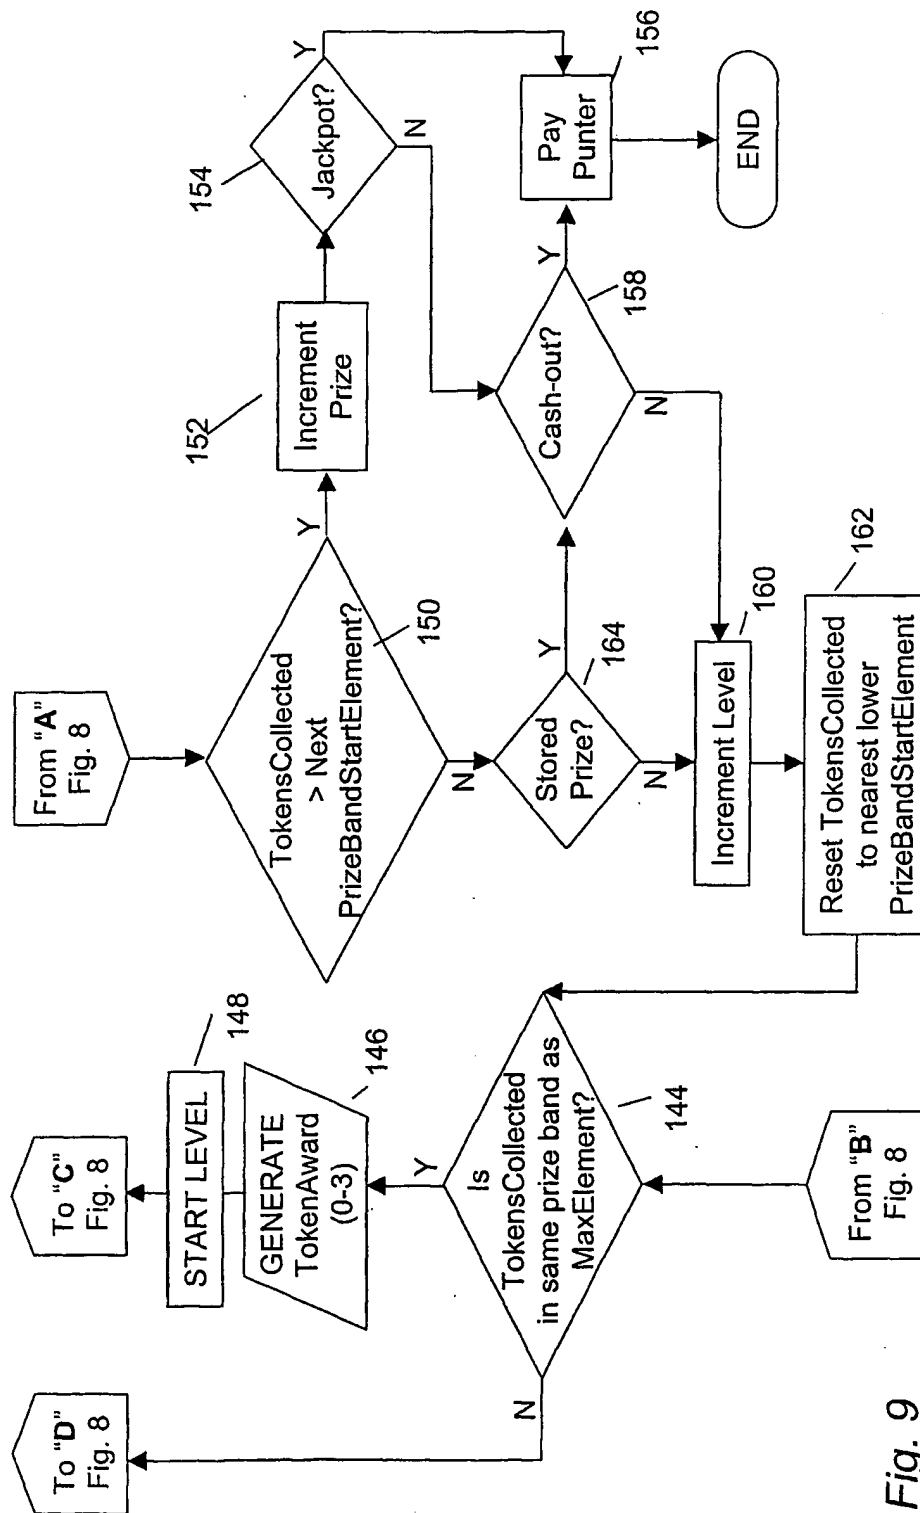 To "D"
Fig. 8
To "C"
Fig. 8
148
START LEVEL
GENERATE
TokenAward
(0-3)
146
Y
N
Is
TokensCollected
in same prize band as
MaxElement?
144
From "B"
Fig. 8
From "A"
Fig. 8
TokensCollected
> Next
PrizeBandStartElement?
150
Y
N
152
Increment
Prize
154
Jackpot?
Y
N
Stored
Prize?
164
Y
N
Cash-out?
158
Y
N
Pay
Punter
156
END
Increment Level
160
162
Reset TokensCollected
to nearest lower
PrizeBandStartElement
Fig. 9